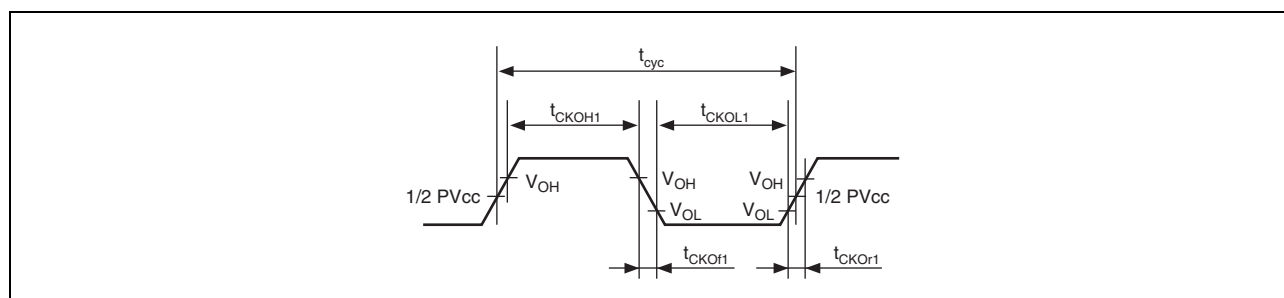 tcyc
tCKOH1 tCKOL1
1/2 PVcc VOH VOH VOL VOH VOL 1/2 PVcc
tCKOf1 tCKOr1